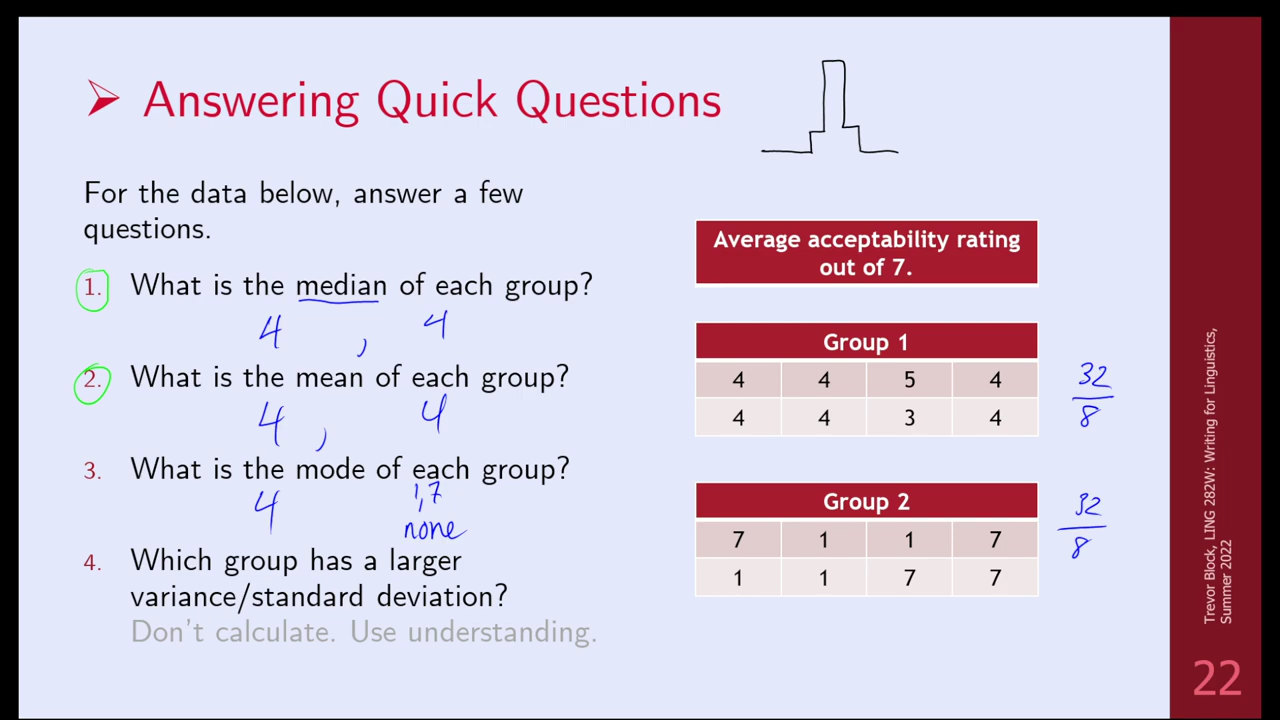 Answering Quick Questions
For the data below, answer a few
questions.
1. What is the median of each group?
4 , 4
2. What is the mean of each group?
4 , 4
3. What is the mode of each group?
4 1,7
none
4. Which group has a larger
variance/standard deviation?
Don't calculate. Use understanding.
Average acceptability rating
out of 7.
Group 1
4 4 5 4
4 4 3 4
32
8
Group 2
7 1 1 7
1 1 7 7
32
8
Trevor Block, LING 282W: Writing for Linguistics,
Summer 2022
22